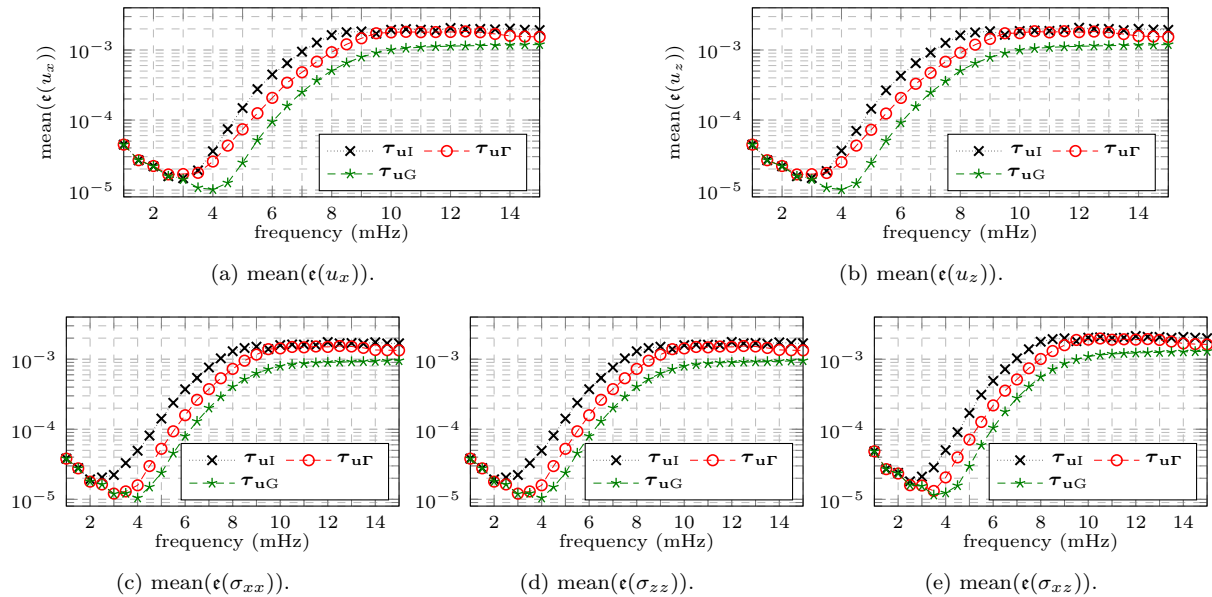 10⁻³
10⁻⁴
10⁻⁵
mean(𝔢(u_x))
τ_uI τ_uΓ
τ_uG
2 4 6 8 10 12 14
frequency (mHz)
(a) mean(𝔢(u_x)).
10⁻³
10⁻⁴
10⁻⁵
mean(𝔢(u_z))
τ_uI τ_uΓ
τ_uG
2 4 6 8 10 12 14
frequency (mHz)
(b) mean(𝔢(u_z)).
10⁻³
10⁻⁴
10⁻⁵
τ_uI τ_uΓ
τ_uG
2 4 6 8 10 12 14
frequency (mHz)
(c) mean(𝔢(σ_xx)).
10⁻³
10⁻⁴
10⁻⁵
τ_uI τ_uΓ
τ_uG
2 4 6 8 10 12 14
frequency (mHz)
(d) mean(𝔢(σ_zz)).
10⁻³
10⁻⁴
10⁻⁵
τ_uI τ_uΓ
τ_uG
2 4 6 8 10 12 14
frequency (mHz)
(e) mean(𝔢(σ_xz)).